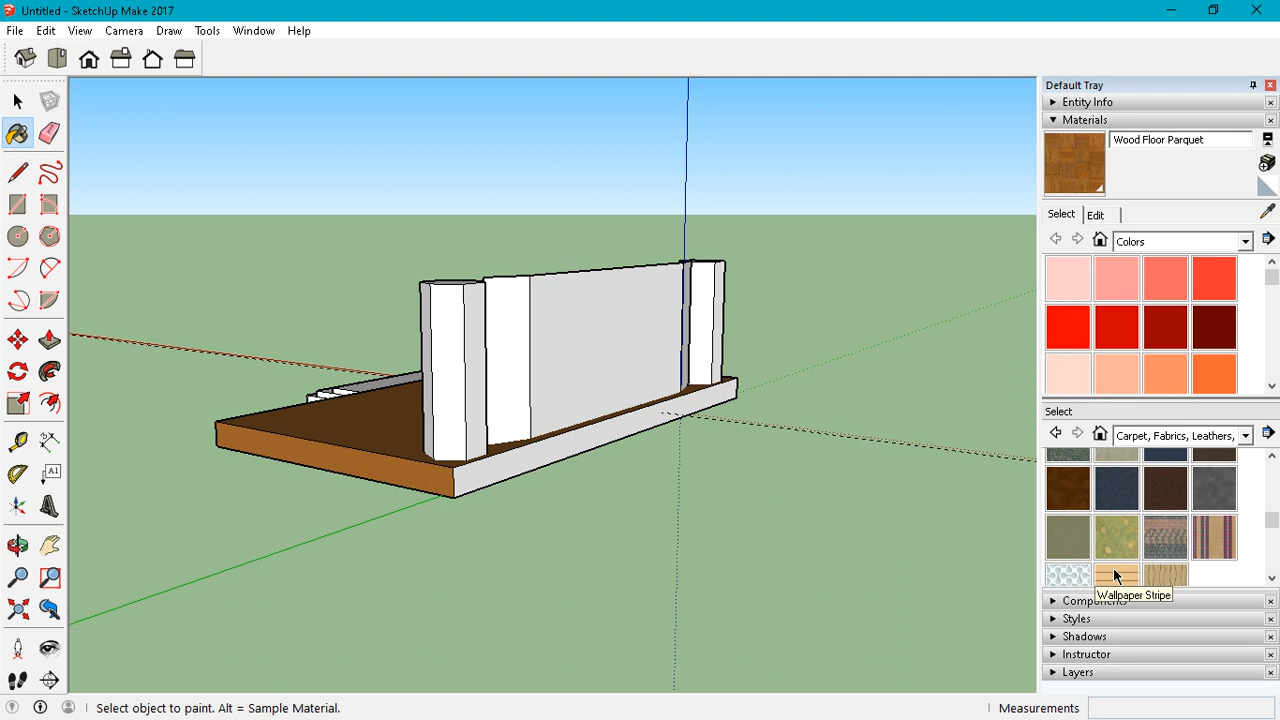 Untitled - SketchUp Make 2017
File Edit View Camera Draw Tools Window Help
Default Tray
Entity Info
Materials
Wood Floor Parquet
Select Edit
Colors
Select
Carpet, Fabrics, Leathers,
Wallpaper Stripe
Components
Styles
Shadows
Instructor
Layers
A1
Select object to paint. Alt = Sample Material.
Measurements